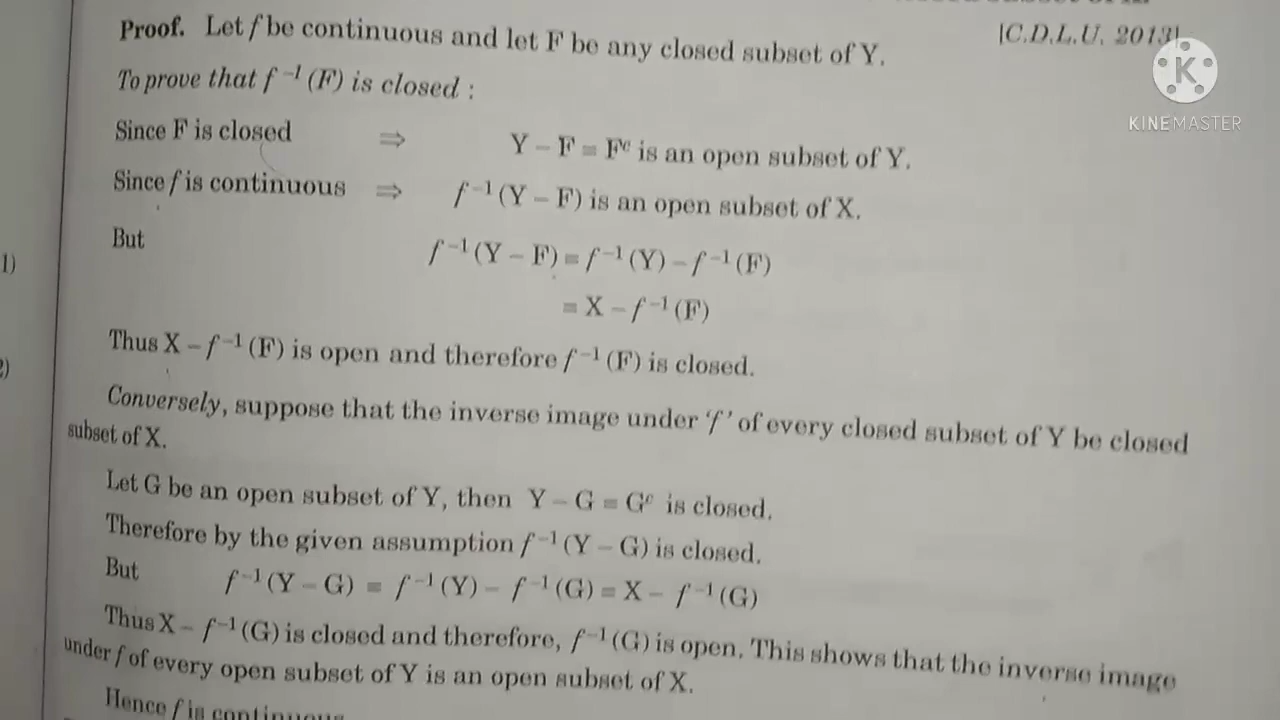 Proof. Let f be continuous and let F be any closed subset of Y.
|C.D.L.U. 2013|
K
KINEMASTER
To prove that f⁻¹ (F) is closed :
Since F is closed ⇒ Y – F = Fᶜ is an open subset of Y.
Since f is continuous ⇒ f⁻¹ (Y – F) is an open subset of X.
But f⁻¹ (Y – F) = f⁻¹ (Y) – f⁻¹ (F)
1)
= X – f⁻¹ (F)
Thus X – f⁻¹ (F) is open and therefore f⁻¹ (F) is closed.
Conversely, suppose that the inverse image under ‘f’ of every closed subset of Y be closed
subset of X.
Let G be an open subset of Y, then Y – G = Gᶜ is closed.
Therefore by the given assumption f⁻¹ (Y – G) is closed.
But f⁻¹ (Y – G) = f⁻¹ (Y) – f⁻¹ (G) = X – f⁻¹ (G)
Thus X – f⁻¹ (G) is closed and therefore, f⁻¹ (G) is open. This shows that the inverse image
under f of every open subset of Y is an open subset of X.
Hence f is continuous